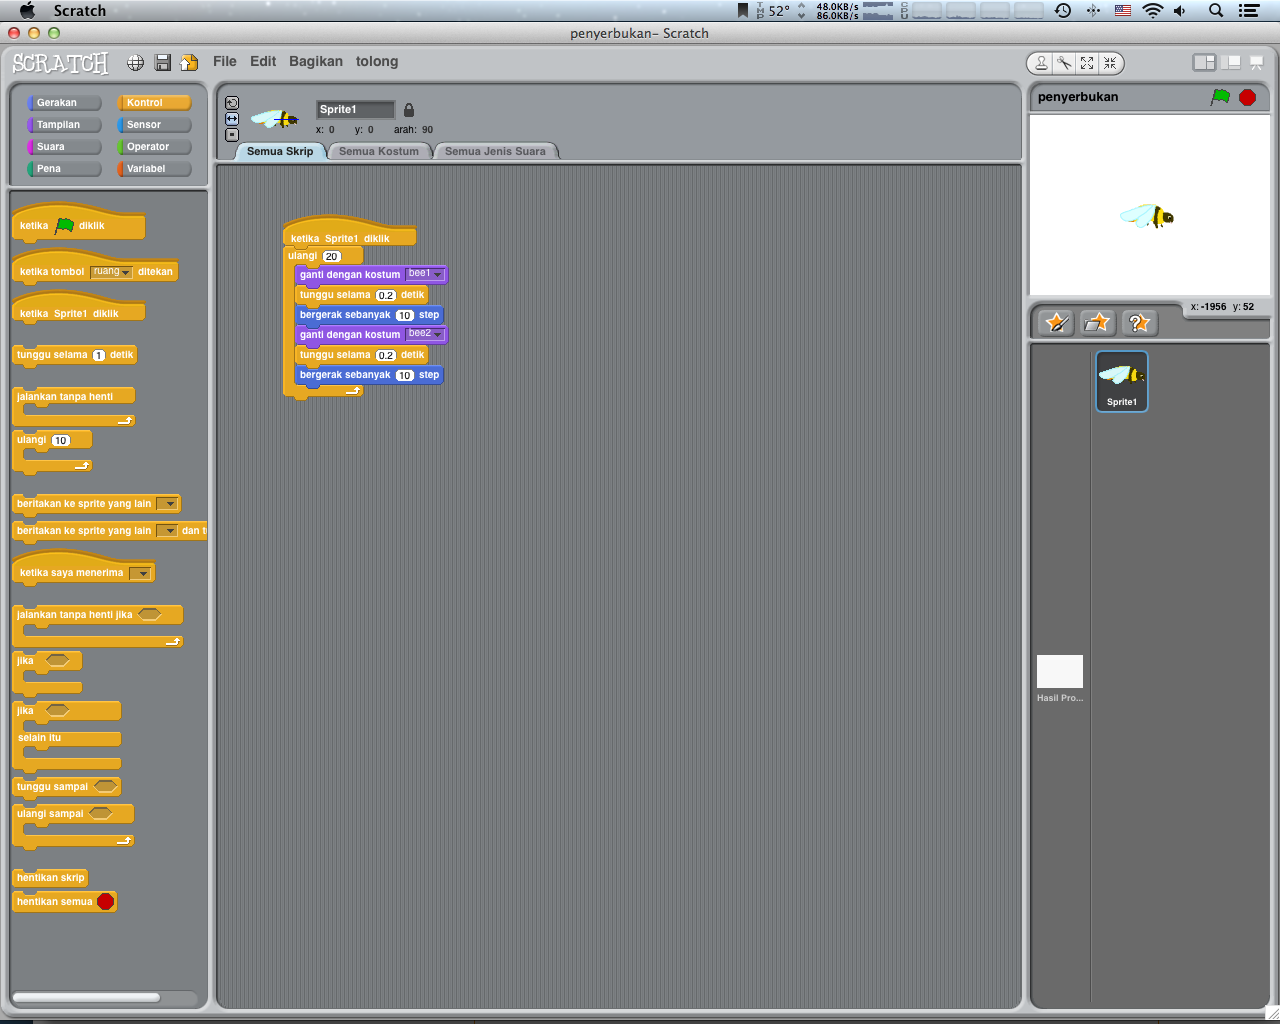 Scratch
TMP 52° 48.0KB/s 86.0KB/s CPU
penyerbukan– Scratch
SCRATCH File Edit Bagikan tolong
Gerakan Kontrol
Tampilan Sensor
Suara Operator
Pena Variabel
ketika diklik
ketika tombol ruang ditekan
ketika Sprite1 diklik
tunggu selama 1 detik
jalankan tanpa henti
ulangi 10
beritakan ke sprite yang lain
beritakan ke sprite yang lain dan
ketika saya menerima
jalankan tanpa henti jika
jika
jika
selain itu
tunggu sampai
ulangi sampai
hentikan skrip
hentikan semua
Sprite1
x: 0 y: 0 arah: 90
Semua Skrip Semua Kostum Semua Jenis Suara
ketika Sprite1 diklik
ulangi 20
ganti dengan kostum bee1
tunggu selama 0.2 detik
bergerak sebanyak 10 step
ganti dengan kostum bee2
tunggu selama 0.2 detik
bergerak sebanyak 10 step
penyerbukan
x: -1956 y: 52
Sprite1
Hasil Pro...